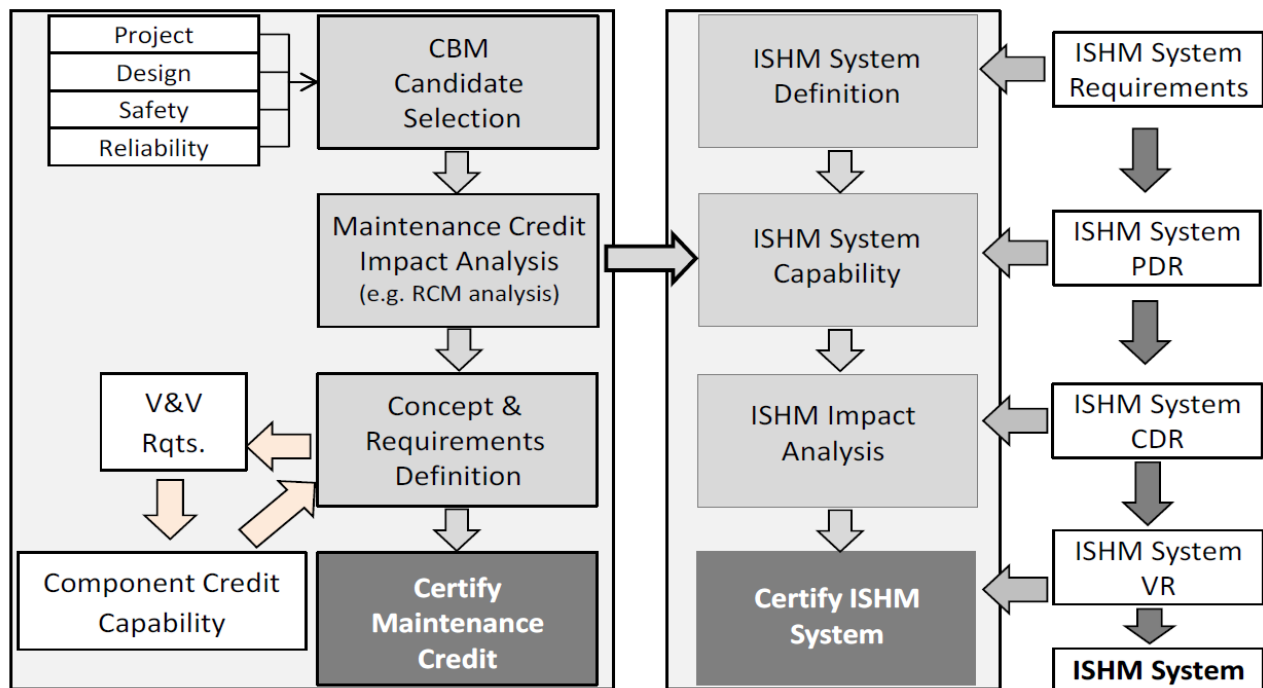 Project
Design
Safety
Reliability
CBM
Candidate
Selection
Maintenance Credit
Impact Analysis
(e.g. RCM analysis)
V&V
Rqts.
Concept &
Requirements
Definition
Component Credit
Capability
Certify
Maintenance
Credit
ISHM System
Definition
ISHM System
Capability
ISHM Impact
Analysis
Certify ISHM
System
ISHM System
Requirements
ISHM System
PDR
ISHM System
CDR
ISHM System
VR
ISHM System